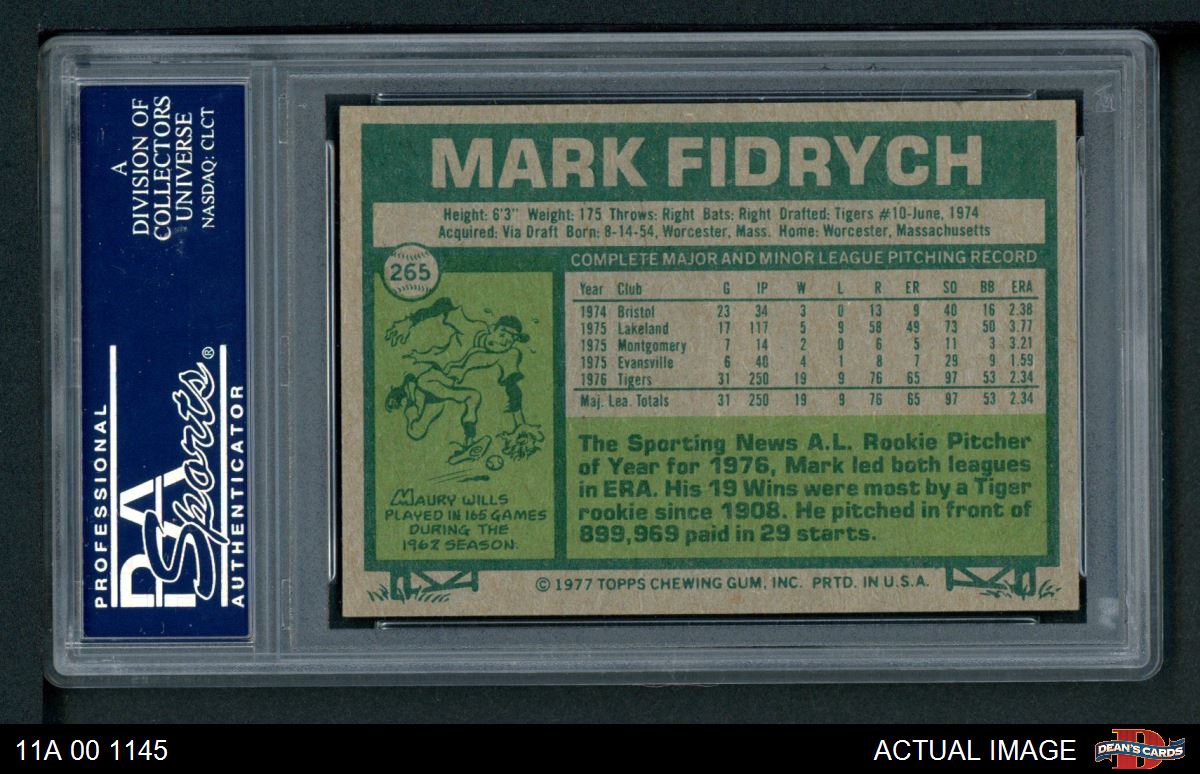 A
DIVISION OF
COLLECTORS
UNIVERSE
NASDAQ: CLCT
PROFESSIONAL
PSA
Sports®
AUTHENTICATOR
MARK FIDRYCH
Height: 6'3" Weight: 175 Throws: Right Bats: Right Drafted: Tigers #10-June, 1974
Acquired: Via Draft Born: 8-14-54, Worcester, Mass. Home: Worcester, Massachusetts
265
COMPLETE MAJOR AND MINOR LEAGUE PITCHING RECORD
Year Club G IP W L R ER SO BB ERA
1974 Bristol 23 34 3 0 13 9 40 16 2.38
1975 Lakeland 17 117 5 9 58 49 73 50 3.77
1975 Montgomery 7 14 2 0 6 5 11 3 3.21
1975 Evansville 6 40 4 1 8 7 29 9 1.59
1976 Tigers 31 250 19 9 76 65 97 53 2.34
Maj. Lea. Totals 31 250 19 9 76 65 97 53 2.34
MAURY WILLS
PLAYED IN 165 GAMES
DURING THE
1962 SEASON.
The Sporting News A.L. Rookie Pitcher
of Year for 1976, Mark led both leagues
in ERA. His 19 Wins were most by a Tiger
rookie since 1908. He pitched in front of
899,969 paid in 29 starts.
© 1977 TOPPS CHEWING GUM, INC. PRTD. IN U.S.A.
11A 00 1145
ACTUAL IMAGE
DEAN'S CARDS